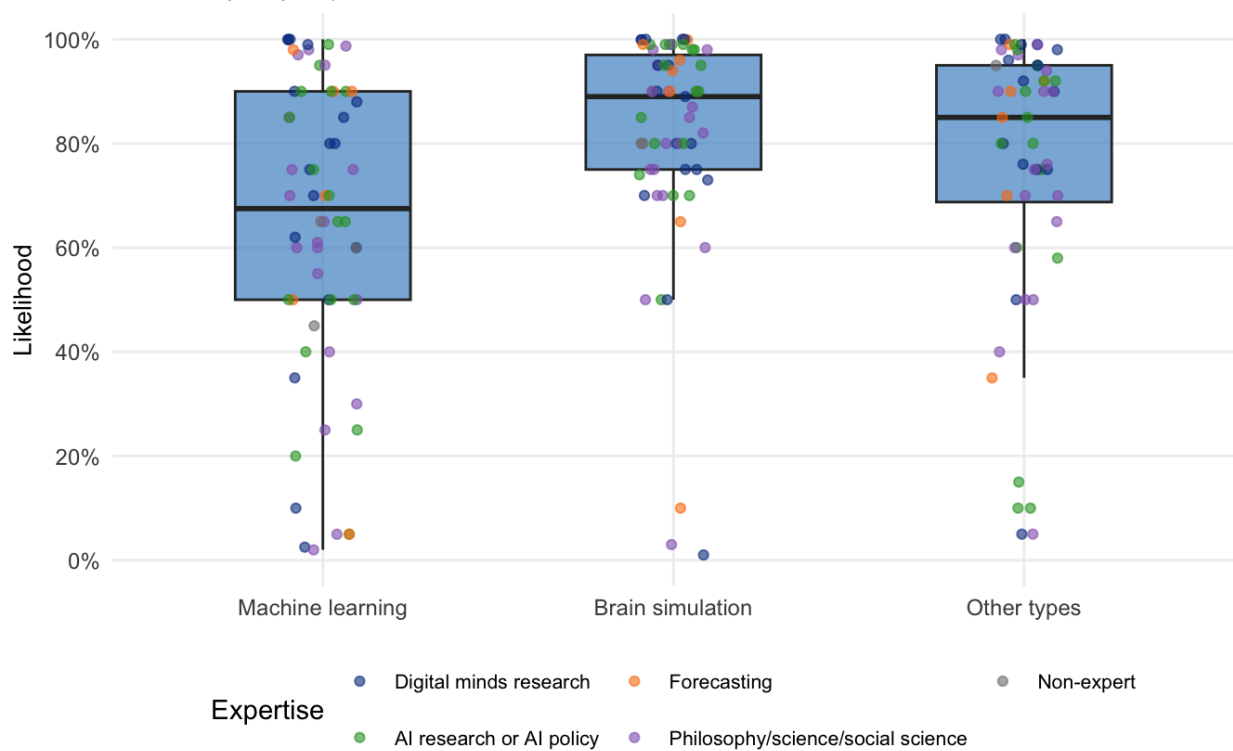 100%
80%
60%
40%
20%
0%
Likelihood
Machine learning
Brain simulation
Other types
Expertise
Digital minds research
Forecasting
Non-expert
AI research or AI policy
Philosophy/science/social science